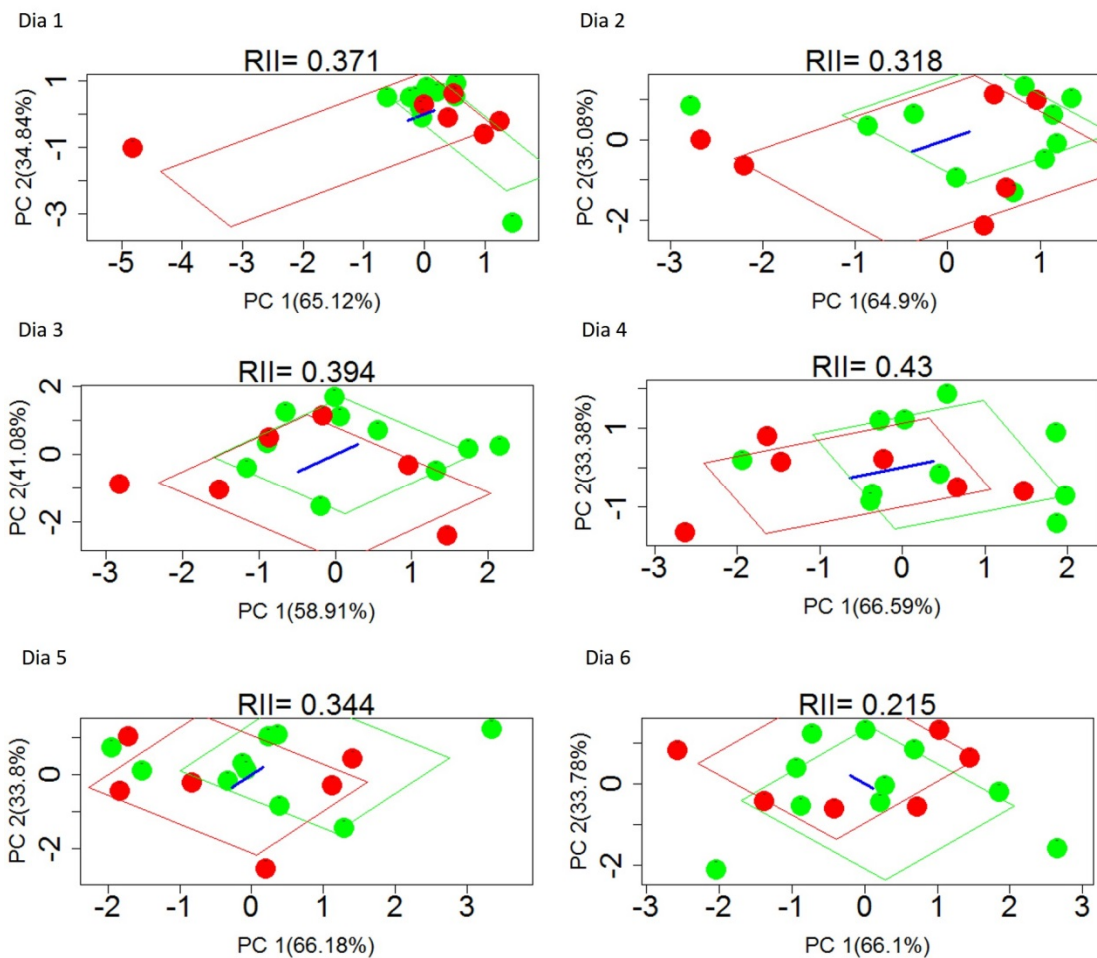 Dia 1
RII= 0.371
PC 2(34.84%)
1
-1
-3
-5 -4 -3 -2 -1 0 1
PC 1(65.12%)
Dia 2
RII= 0.318
PC 2(35.08%)
0
-2
-3 -2 -1 0 1
PC 1(64.9%)
Dia 3
RII= 0.394
PC 2(41.08%)
2
0
-2
-3 -2 -1 0 1 2
PC 1(58.91%)
Dia 4
RII= 0.43
PC 2(33.38%)
1
-1
-3 -2 -1 0 1 2
PC 1(66.59%)
Dia 5
RII= 0.344
PC 2(33.8%)
0
-2
-2 -1 0 1 2 3
PC 1(66.18%)
Dia 6
RII= 0.215
PC 2(33.78%)
0
-2
-3 -2 -1 0 1 2 3
PC 1(66.1%)